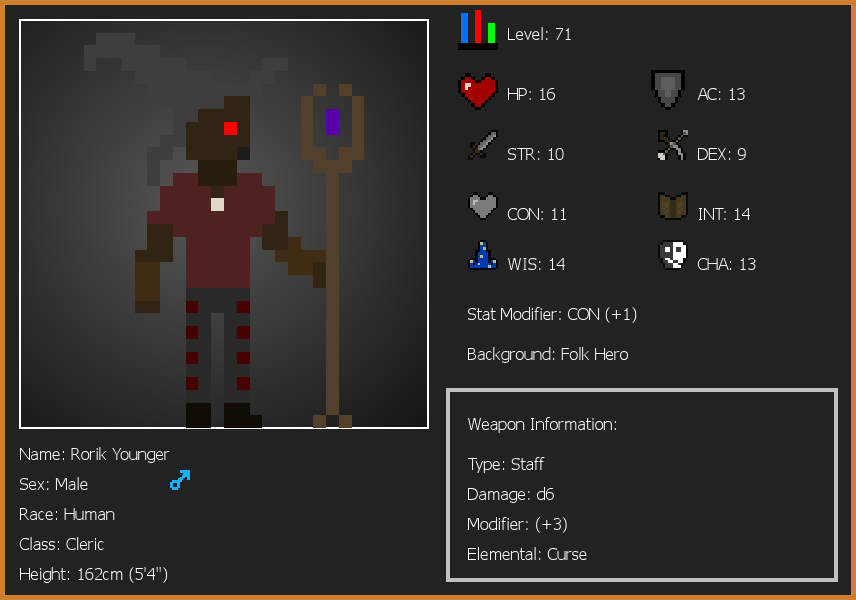 Level: 71
HP: 16
AC: 13
STR: 10
DEX: 9
CON: 11
INT: 14
WIS: 14
CHA: 13
Stat Modifier: CON (+1)
Background: Folk Hero
Weapon Information:
Type: Staff
Damage: d6
Modifier: (+3)
Elemental: Curse
Name: Rorik Younger
Sex: Male
Race: Human
Class: Cleric
Height: 162cm (5'4")